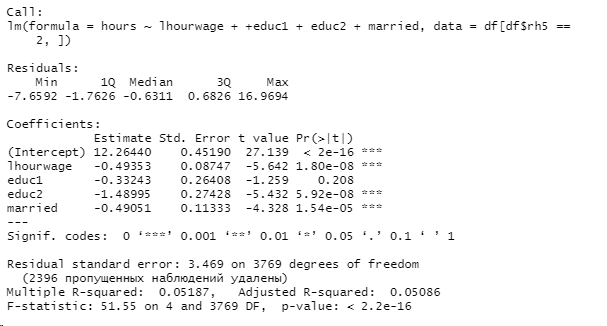 Call:
lm(formula = hours ~ lhourwage + +educ1 + educ2 + married, data = df[df$rh5 ==
    2, ])
Residuals:
    Min      1Q  Median      3Q     Max
-7.6592 -1.7626 -0.6311  0.6826 16.9694
Coefficients:
            Estimate Std. Error t value Pr(>|t|)
(Intercept) 12.26440    0.45190  27.139  < 2e-16 ***
lhourwage   -0.49353    0.08747  -5.642 1.80e-08 ***
educ1       -0.33243    0.26408  -1.259    0.208
educ2       -1.48995    0.27428  -5.432 5.92e-08 ***
married     -0.49051    0.11333  -4.328 1.54e-05 ***
---
Signif. codes:  0 ‘***’ 0.001 ‘**’ 0.01 ‘*’ 0.05 ‘.’ 0.1 ‘ ’ 1
Residual standard error: 3.469 on 3769 degrees of freedom
  (2396 пропущенных наблюдений удалены)
Multiple R-squared:  0.05187,	Adjusted R-squared:  0.05086
F-statistic: 51.55 on 4 and 3769 DF,  p-value: < 2.2e-16